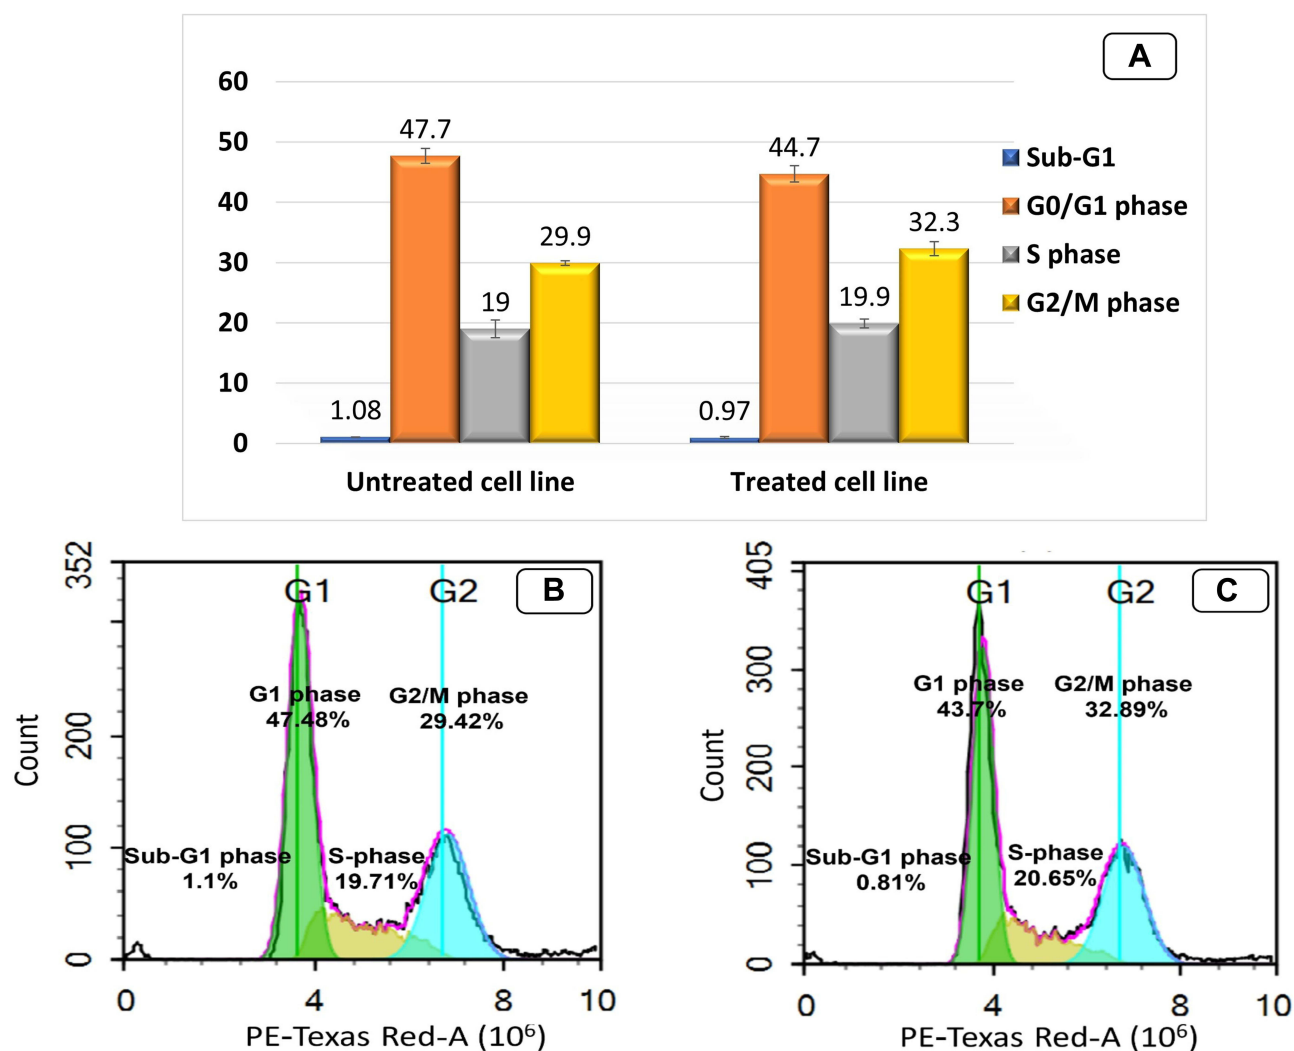 A
60
50
40
30
20
10
0
47.7
44.7
29.9
32.3
19
19.9
1.08
0.97
Untreated cell line
Treated cell line
Sub-G1
G0/G1 phase
S phase
G2/M phase
B
G1
G2
352
200
100
0
Count
G1 phase
47.48%
G2/M phase
29.42%
Sub-G1 phase
1.1%
S-phase
19.71%
0 4 8 10
PE-Texas Red-A (10⁶)
C
G1
G2
405
300
200
100
0
Count
G1 phase
43.7%
G2/M phase
32.89%
Sub-G1 phase
0.81%
S-phase
20.65%
0 4 8 10
PE-Texas Red-A (10⁶)